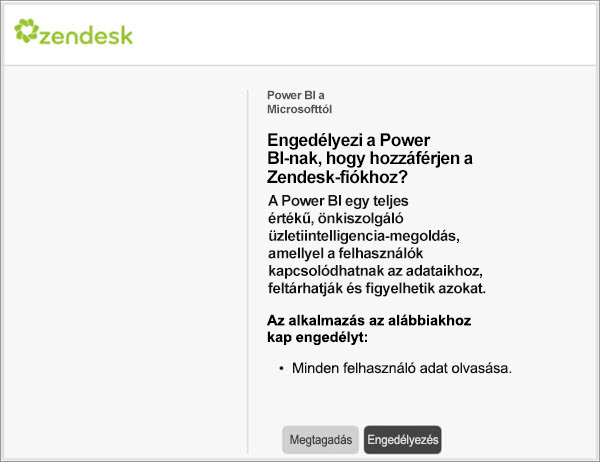 zendesk
Power BI a
Microsofttól
Engedélyezi a Power
BI-nak, hogy hozzáférjen a
Zendesk-fiókhoz?
A Power BI egy teljes
értékű, önkiszolgáló
üzletiintelligencia-megoldás,
amellyel a felhasználók
kapcsolódhatnak az adataikhoz,
feltárhatják és figyelhetik azokat.
Az alkalmazás az alábbiakhoz
kap engedélyt:
• Minden felhasználó adat olvasása.
Megtagadás Engedélyezés